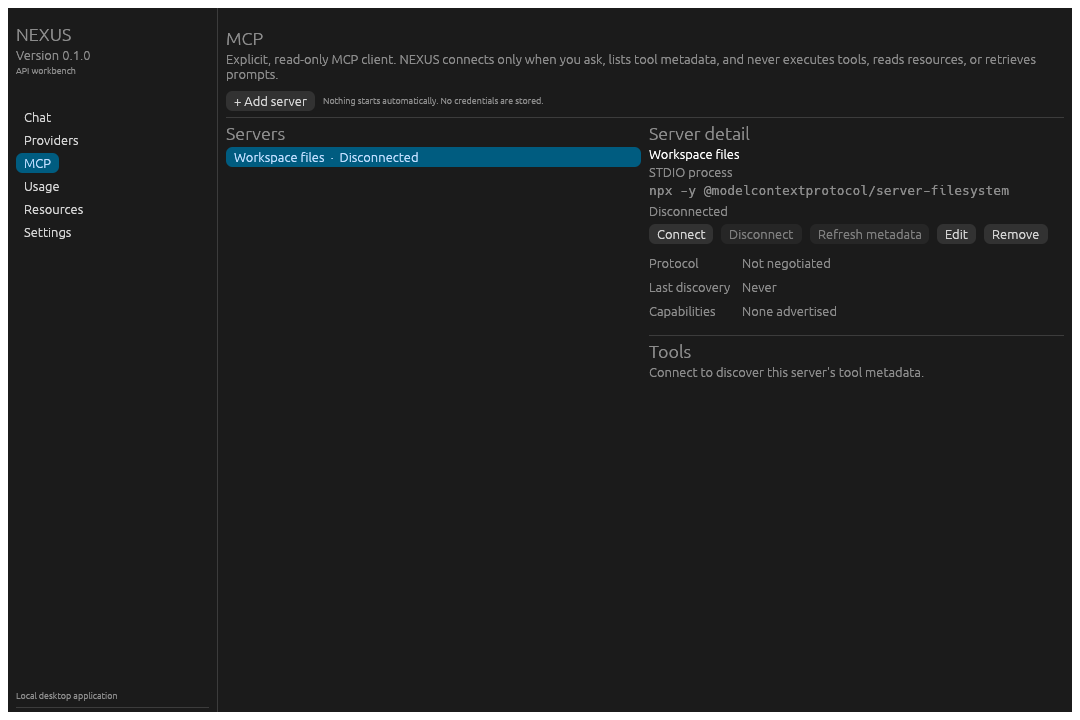 NEXUS
Version 0.1.0
API workbench
Chat
Providers
MCP
Usage
Resources
Settings
Local desktop application
MCP
Explicit, read-only MCP client. NEXUS connects only when you ask, lists tool metadata, and never executes tools, reads resources, or retrieves
prompts.
+ Add server Nothing starts automatically. No credentials are stored.
Servers
Workspace files · Disconnected
Server detail
Workspace files
STDIO process
npx -y @modelcontextprotocol/server-filesystem
Disconnected
Connect Disconnect Refresh metadata Edit Remove
Protocol Not negotiated
Last discovery Never
Capabilities None advertised
Tools
Connect to discover this server's tool metadata.